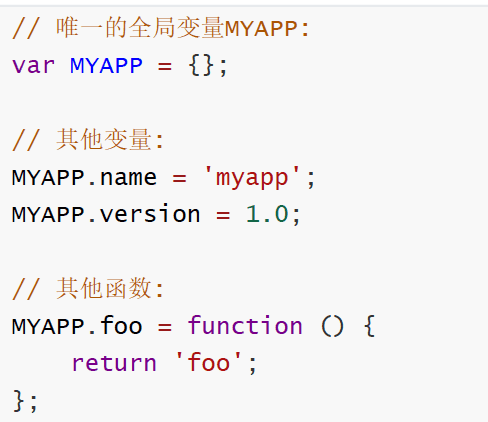 // 唯一的全局变量MYAPP:
var MYAPP = {};
// 其他变量:
MYAPP.name = 'myapp';
MYAPP.version = 1.0;
// 其他函数:
MYAPP.foo = function () {
    return 'foo';
};